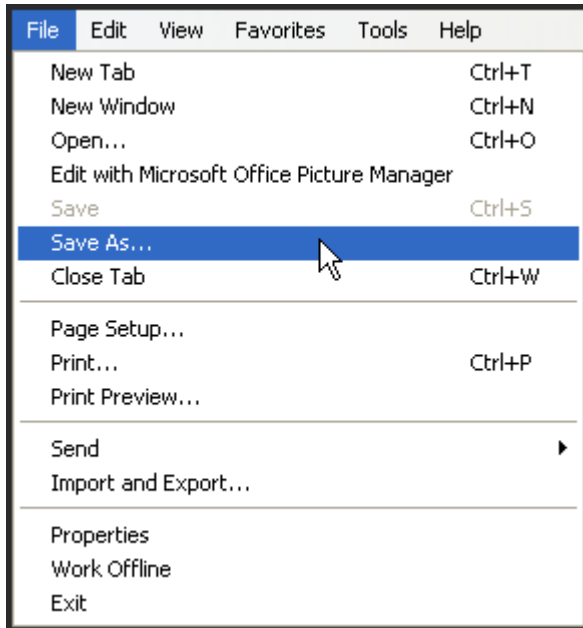 File Edit View Favorites Tools Help
New Tab Ctrl+T
New Window Ctrl+N
Open... Ctrl+O
Edit with Microsoft Office Picture Manager
Save Ctrl+S
Save As...
Close Tab Ctrl+W
Page Setup...
Print... Ctrl+P
Print Preview...
Send
Import and Export...
Properties
Work Offline
Exit